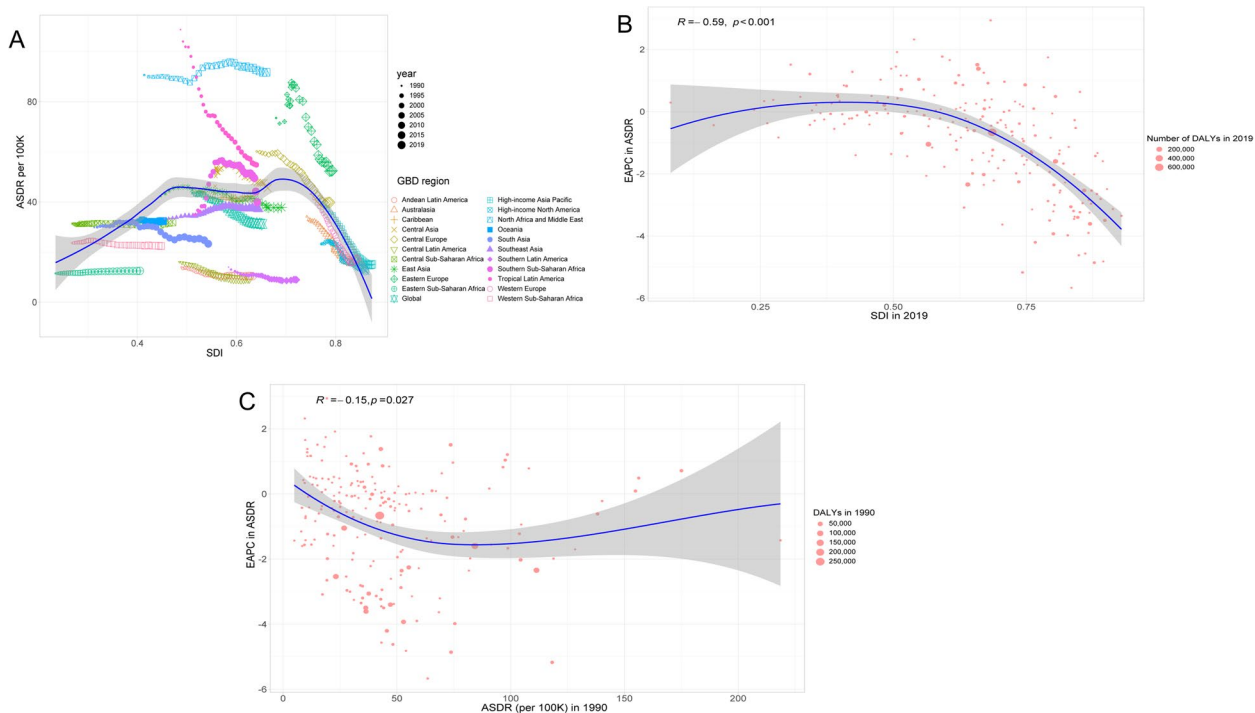 A
ASDR per 100K
80
40
0
0.4
0.6
0.8
SDI
year
1990
1995
2000
2005
2010
2015
2019
GBD region
Andean Latin America
Australasia
Caribbean
Central Asia
Central Europe
Central Latin America
Central Sub-Saharan Africa
East Asia
Eastern Europe
Eastern Sub-Saharan Africa
Global
High-income Asia Pacific
High-income North America
North Africa and Middle East
Oceania
South Asia
Southeast Asia
Southern Latin America
Southern Sub-Saharan Africa
Tropical Latin America
Western Europe
Western Sub-Saharan Africa
B
R=−0.59, p<0.001
EAPC in ASDR
2
0
-2
-4
-6
0.25
0.50
0.75
SDI in 2019
Number of DALYs in 2019
200,000
400,000
600,000
C
R=−0.15, p=0.027
EAPC in ASDR
2
0
-2
-4
-6
0
50
100
150
200
ASDR (per 100K) in 1990
DALYs in 1990
50,000
100,000
150,000
200,000
250,000